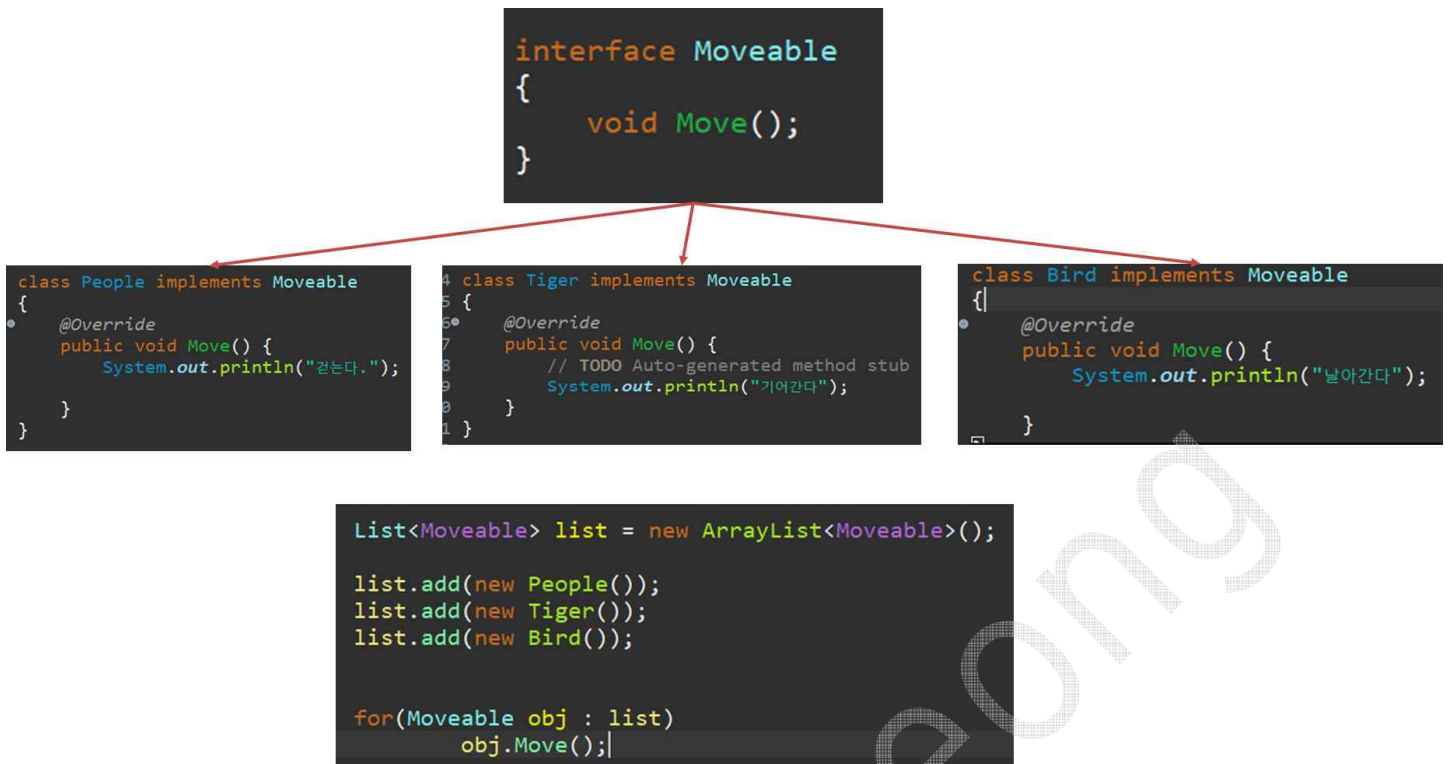 interface Moveable
{
void Move();
}
class People implements Moveable
{
@Override
public void Move() {
System.out.println("걷는다.");
}
}
4 class Tiger implements Moveable
5 {
6 @Override
7 public void Move() {
8 // TODO Auto-generated method stub
9 System.out.println("기어간다");
0 }
1 }
class Bird implements Moveable
{
@Override
public void Move() {
System.out.println("날아간다");
}
List<Moveable> list = new ArrayList<Moveable>();
list.add(new People());
list.add(new Tiger());
list.add(new Bird());
for(Moveable obj : list)
obj.Move();
eong